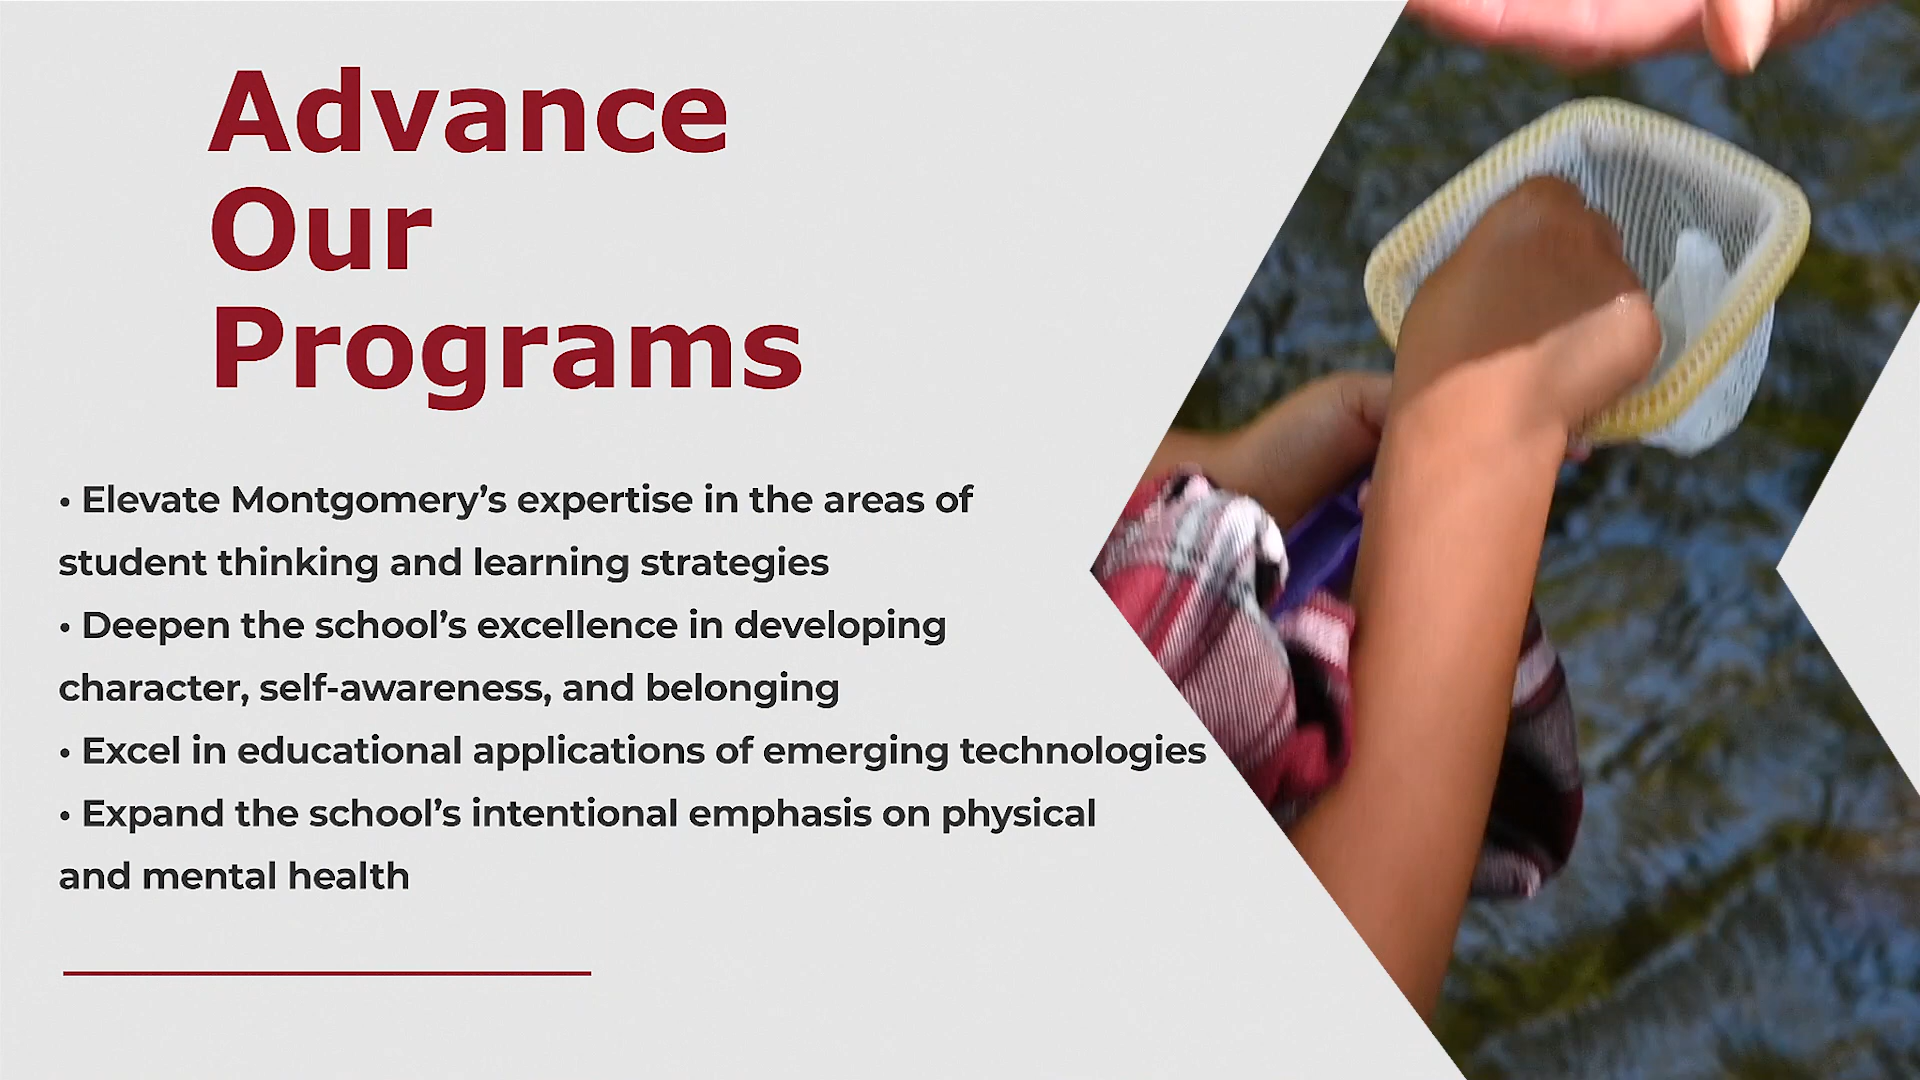 Advance
Our
Programs
• Elevate Montgomery’s expertise in the areas of
student thinking and learning strategies
• Deepen the school’s excellence in developing
character, self-awareness, and belonging
• Excel in educational applications of emerging technologies
• Expand the school’s intentional emphasis on physical
and mental health